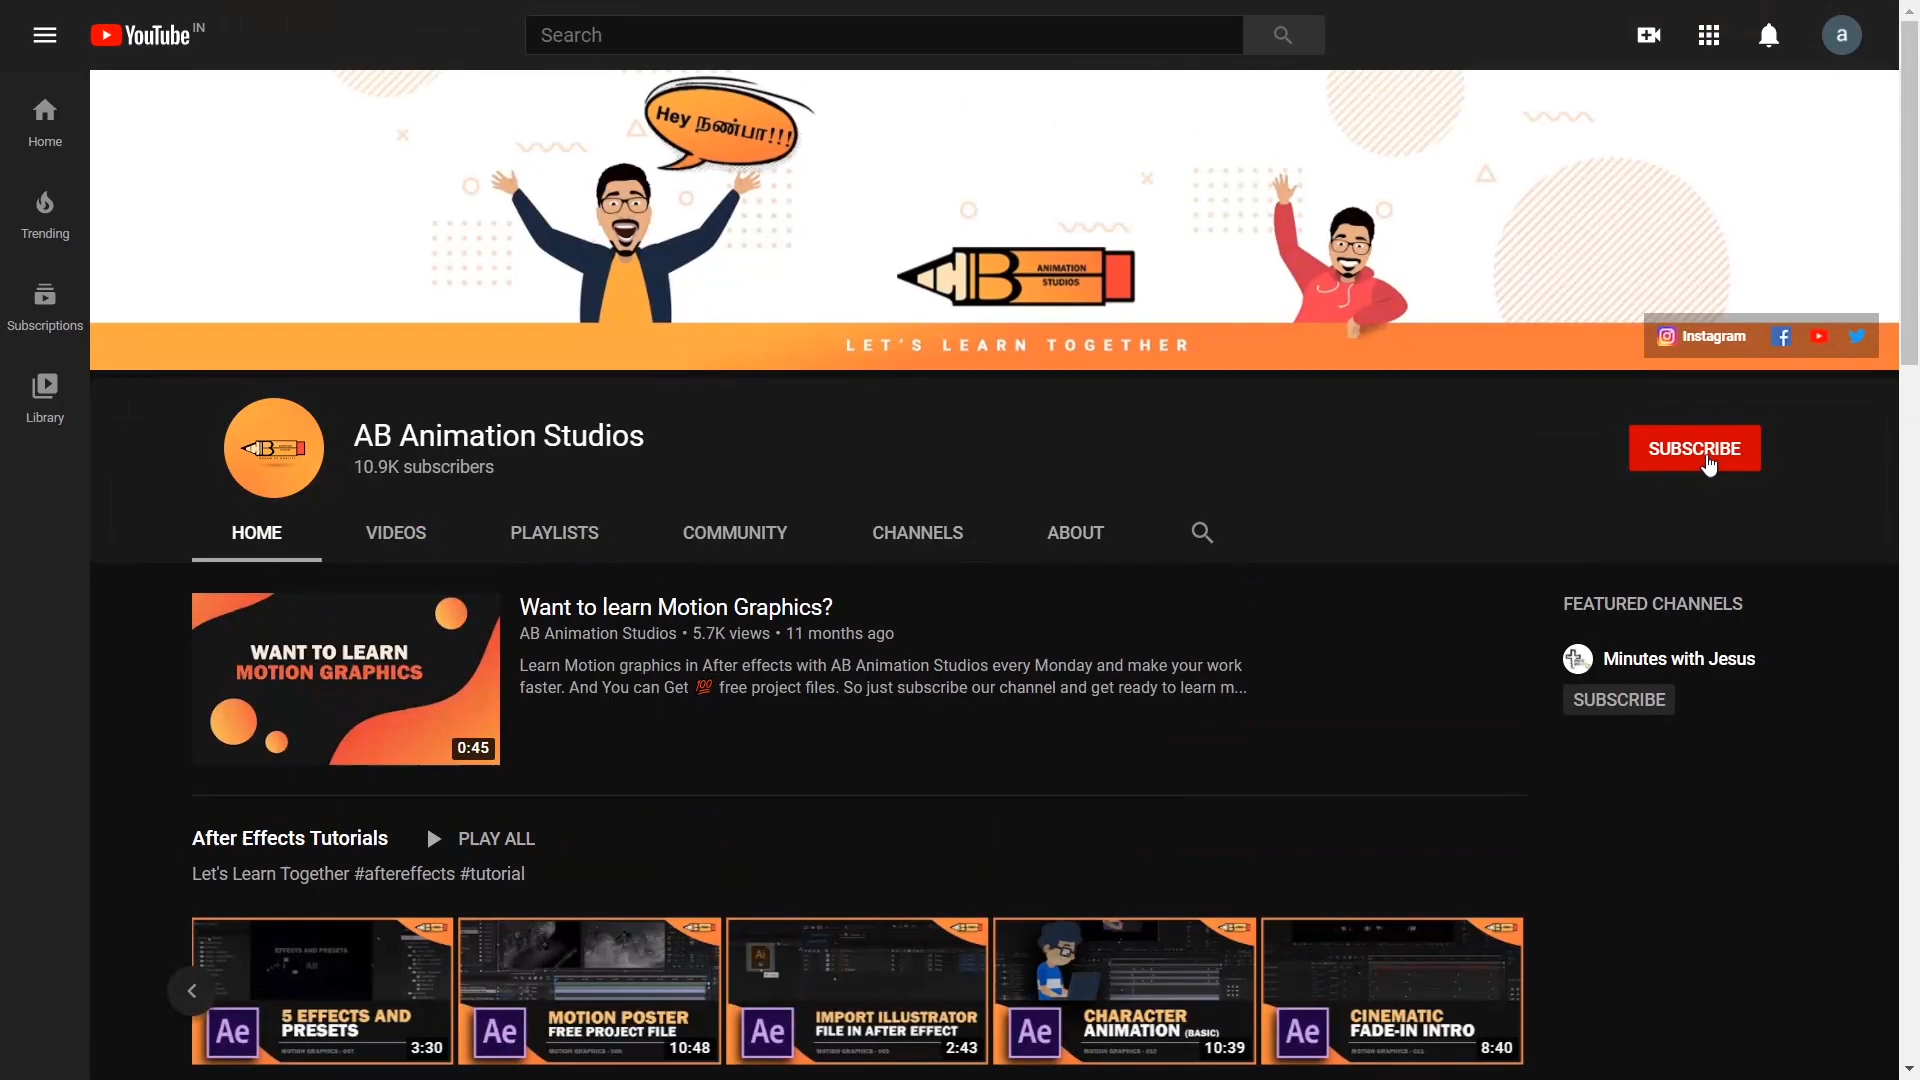 YouTube IN
Search
a
Home
Trending
Subscriptions
Library
Hey நண்பா!!!
AB ANIMATION
STUDIOS
LET'S LEARN TOGETHER
Instagram
AB Animation Studios
10.9K subscribers
SUBSCRIBE
HOME VIDEOS PLAYLISTS COMMUNITY CHANNELS ABOUT
WANT TO LEARN
MOTION GRAPHICS
0:45
Want to learn Motion Graphics?
AB Animation Studios • 5.7K views • 11 months ago
Learn Motion graphics in After effects with AB Animation Studios every Monday and make your work
faster. And You can Get 💯 free project files. So just subscribe our channel and get ready to learn m...
FEATURED CHANNELS
Minutes with Jesus
SUBSCRIBE
After Effects Tutorials PLAY ALL
Let's Learn Together #aftereffects #tutorial
EFFECTS AND PRESETS
AB
Ae
5 EFFECTS AND
PRESETS
3:30
Ae
MOTION POSTER
FREE PROJECT FILE
10:48
Ai
Ae
IMPORT ILLUSTRATOR
FILE IN AFTER EFFECT
2:43
Ae
CHARACTER
ANIMATION (BASIC)
10:39
Ae
CINEMATIC
FADE-IN INTRO
8:40